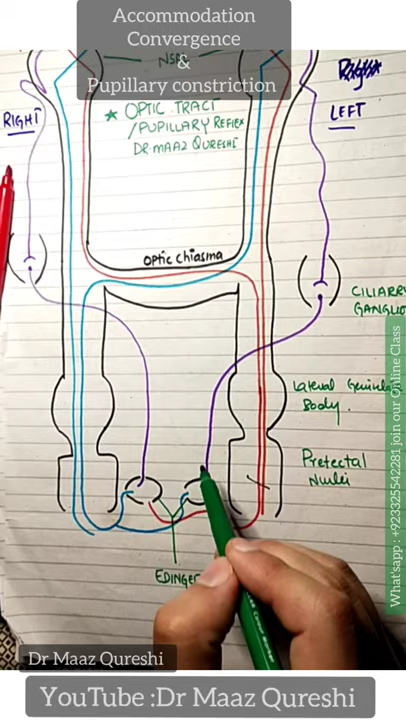 Accommodation
Convergence
&
Pupillary constriction
RIGHT
★ OPTIC TRACT
/PUPILLARY REFLEX
DR.MAAZ QURESHI
LEFT
optic chiasma
CILIARY
GANGLIO
Lateral Genicula
Body.
Pretectal
Nuclei
EDINGER
What'sapp : +923325542281 join our Online Class
Dr Maaz Qureshi
YouTube :Dr Maaz Qureshi